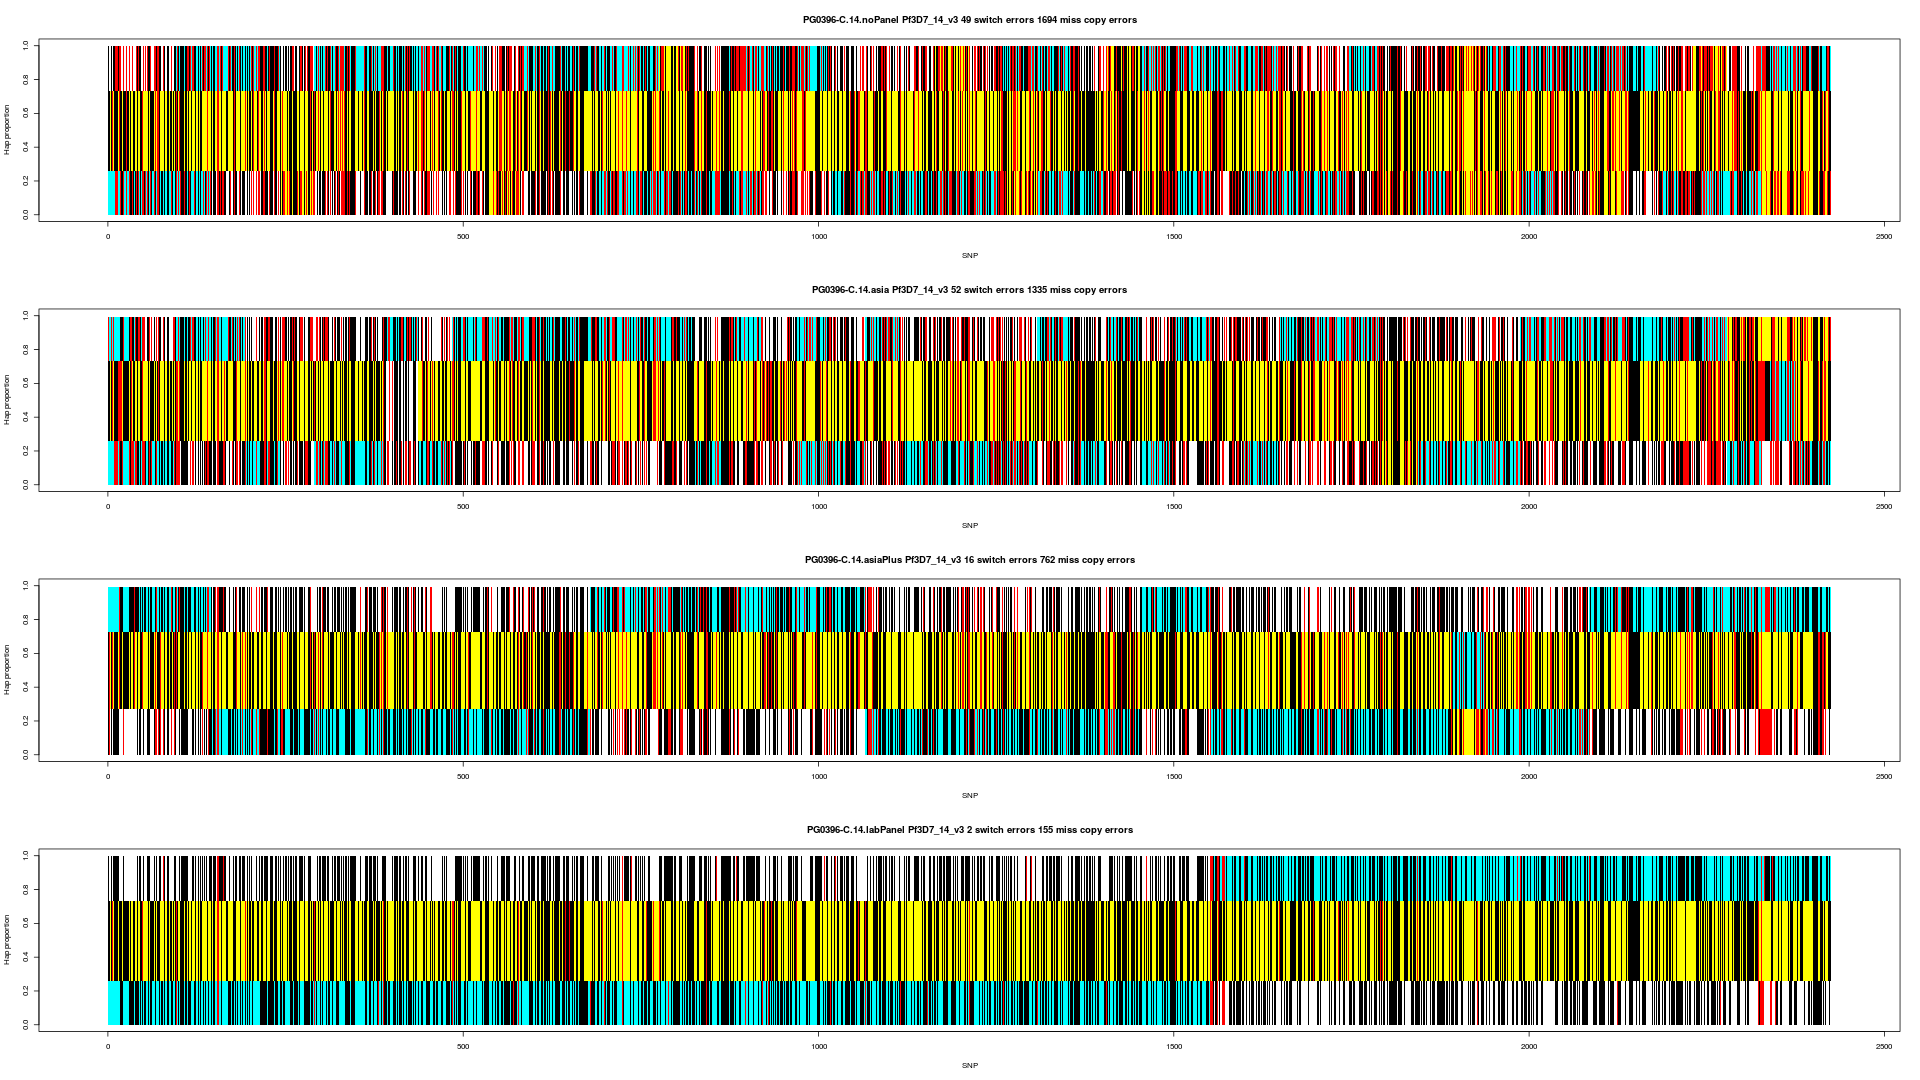 PG0396-C.14.noPanel Pf3D7_14_v3 49 switch errors 1694 miss copy errors
Hap proportion
1.0
0.8
0.6
0.4
0.2
0.0
0 500 1000 1500 2000 2500
SNP
PG0396-C.14.asia Pf3D7_14_v3 52 switch errors 1335 miss copy errors
Hap proportion
1.0
0.8
0.6
0.4
0.2
0.0
0 500 1000 1500 2000 2500
SNP
PG0396-C.14.asiaPlus Pf3D7_14_v3 16 switch errors 762 miss copy errors
Hap proportion
1.0
0.8
0.6
0.4
0.2
0.0
0 500 1000 1500 2000 2500
SNP
PG0396-C.14.labPanel Pf3D7_14_v3 2 switch errors 155 miss copy errors
Hap proportion
1.0
0.8
0.6
0.4
0.2
0.0
0 500 1000 1500 2000 2500
SNP